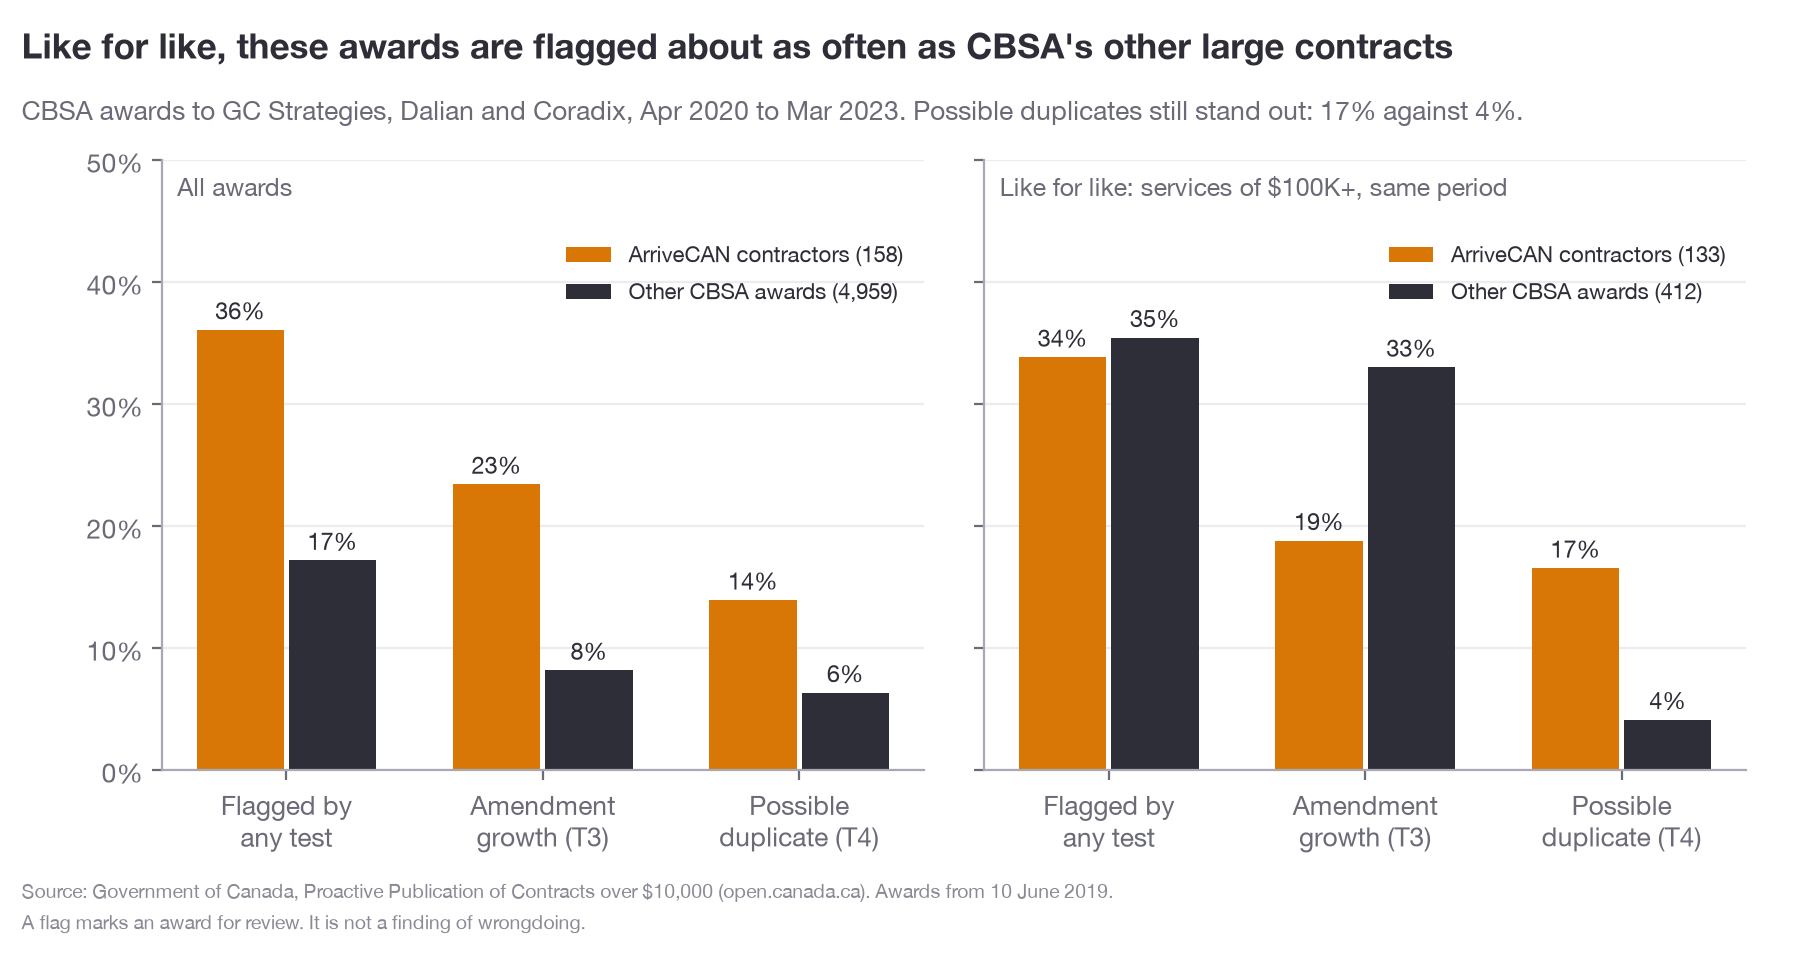 Like for like, these awards are flagged about as often as CBSA's other large contracts
CBSA awards to GC Strategies, Dalian and Coradix, Apr 2020 to Mar 2023. Possible duplicates still stand out: 17% against 4%.
50%
40%
30%
20%
10%
0%
All awards
ArriveCAN contractors (158)
Other CBSA awards (4,959)
36%
17%
23%
8%
14%
6%
Flagged by
any test
Amendment
growth (T3)
Possible
duplicate (T4)
Like for like: services of $100K+, same period
ArriveCAN contractors (133)
Other CBSA awards (412)
34%
35%
19%
33%
17%
4%
Flagged by
any test
Amendment
growth (T3)
Possible
duplicate (T4)
Source: Government of Canada, Proactive Publication of Contracts over $10,000 (open.canada.ca). Awards from 10 June 2019.
A flag marks an award for review. It is not a finding of wrongdoing.